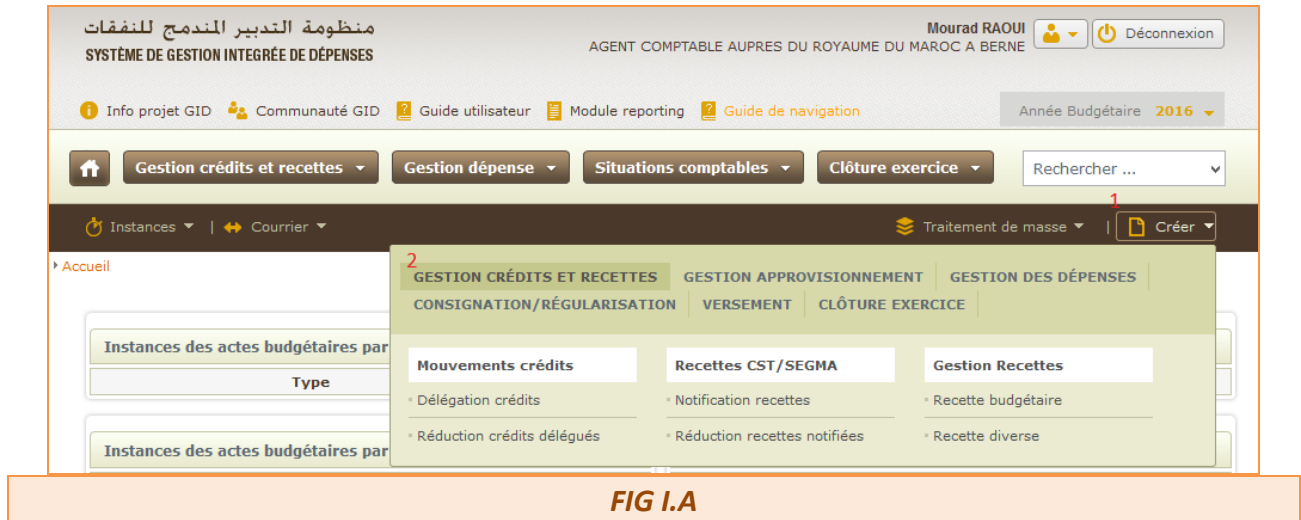 منظومة التدبير المندمج للنفقات
SYSTÈME DE GESTION INTEGRÉE DE DÉPENSES
Mourad RAOUI
AGENT COMPTABLE AUPRES DU ROYAUME DU MAROC A BERNE
Déconnexion
Info projet GID Communauté GID Guide utilisateur Module reporting Guide de navigation
Année Budgétaire 2016
Gestion crédits et recettes Gestion dépense Situations comptables Clôture exercice Rechercher ...
1
Instances | Courrier Traitement de masse | Créer
Accueil
2
GESTION CRÉDITS ET RECETTES GESTION APPROVISIONNEMENT GESTION DES DÉPENSES
CONSIGNATION/RÉGULARISATION VERSEMENT CLÔTURE EXERCICE
Instances des actes budgétaires par
Type
Mouvements crédits Recettes CST/SEGMA Gestion Recettes
Délégation crédits Notification recettes Recette budgétaire
Réduction crédits délégués Réduction recettes notifiées Recette diverse
Instances des actes budgétaires par
FIG I.A